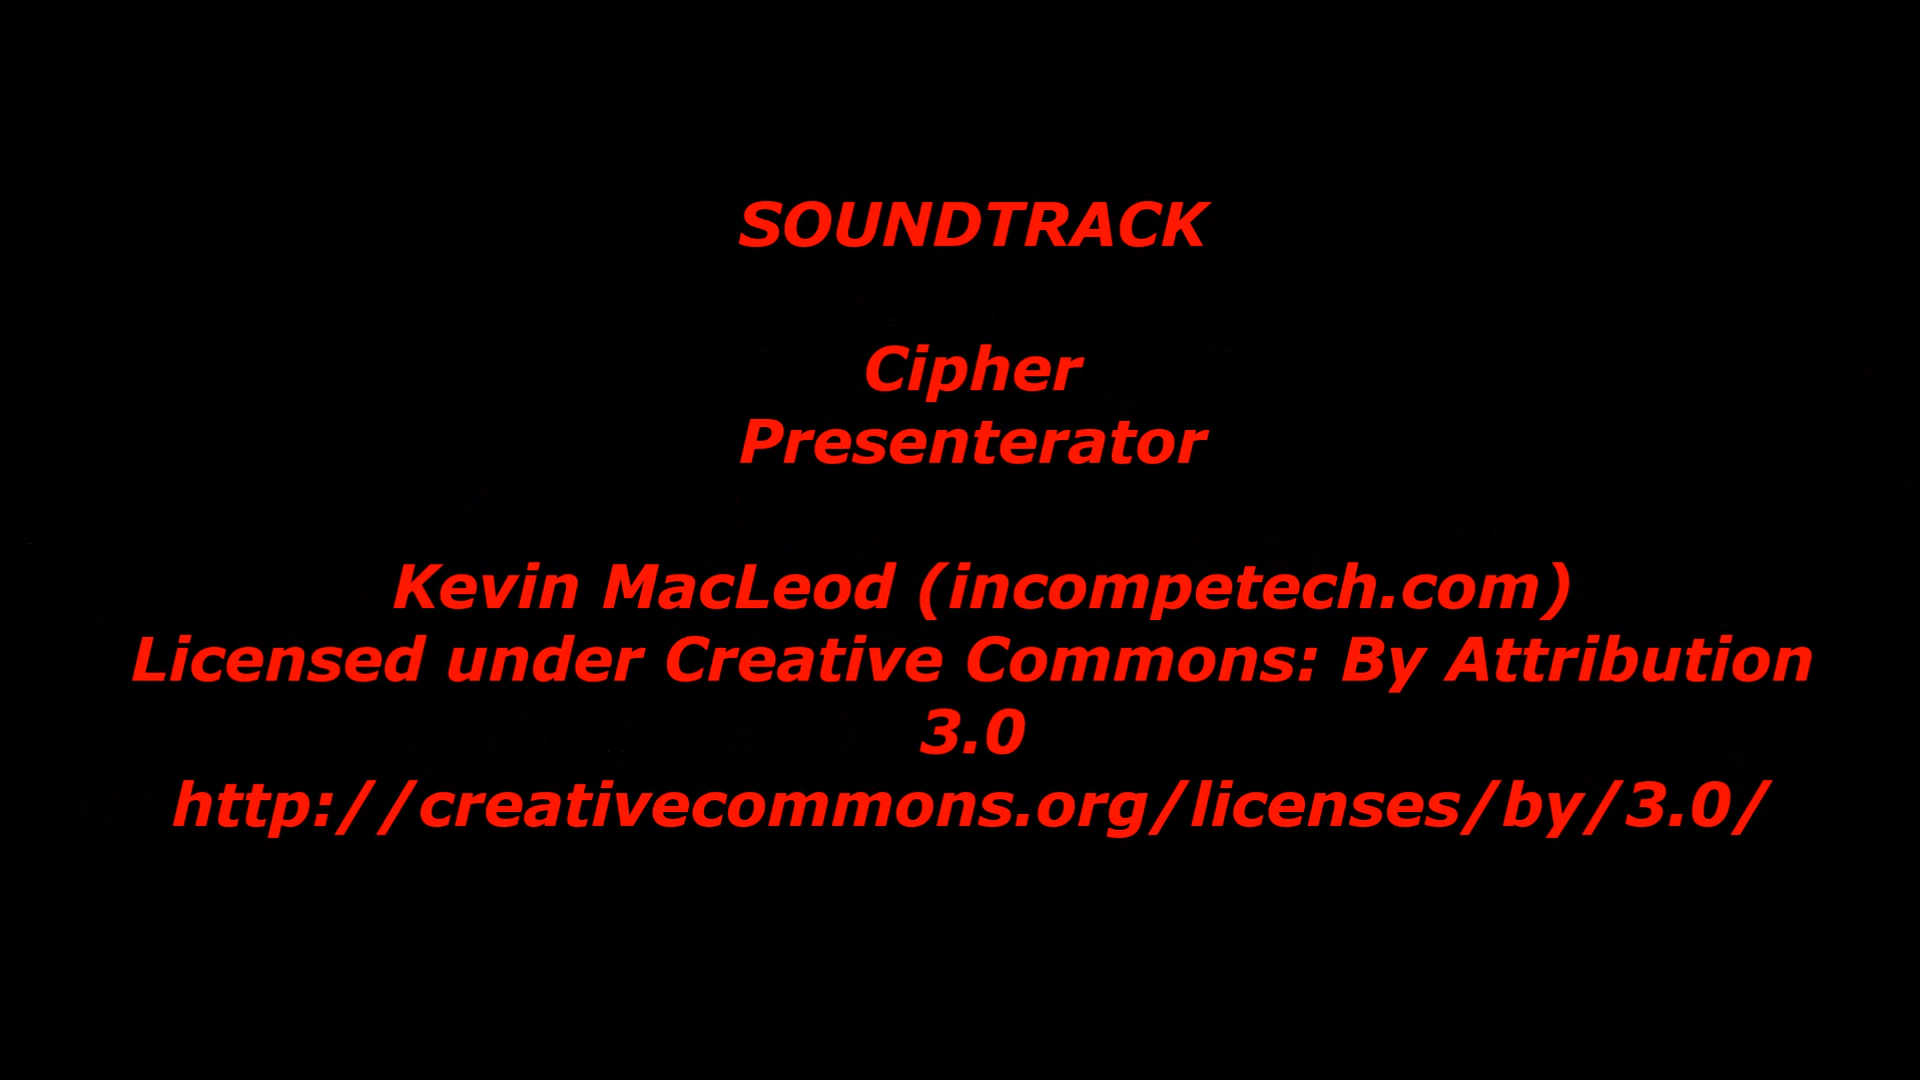 SOUNDTRACK
Cipher
Presenterator
Kevin MacLeod (incompetech.com)
Licensed under Creative Commons: By Attribution
3.0
http://creativecommons.org/licenses/by/3.0/